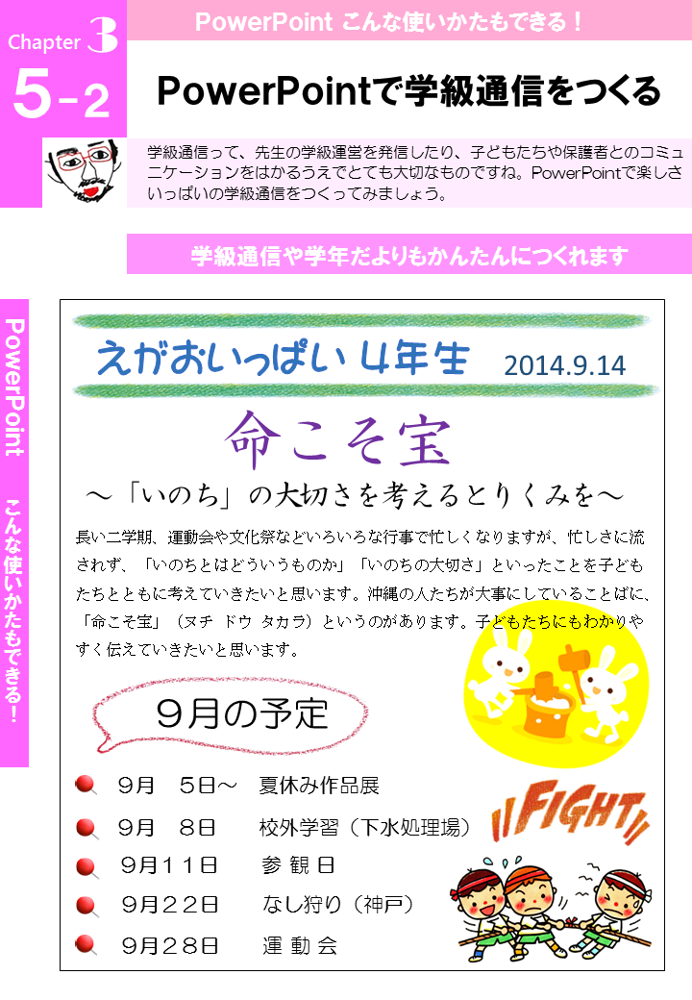 PowerPoint こんな使いかたもできる！
Chapter 3
5-2
PowerPointで学級通信をつくる
学級通信って、先生の学級運営を発信したり、子どもたちや保護者とのコミュ
ニケーションをはかるうえでとても大切なものですね。PowerPointで楽しさ
いっぱいの学級通信をつくってみましょう。
学級通信や学年だよりもかんたんにつくれます
PowerPoint こんな使いかたもできる！
えがおいっぱい 4年生 2014.9.14
命こそ宝
～「いのち」の大切さを考えるとりくみを～
長い二学期、運動会や文化祭などいろいろな行事で忙しくなりますが、忙しさに流
されず、「いのちとはどういうものか」「いのちの大切さ」といったことを子ども
たちとともに考えていきたいと思います。沖縄の人たちが大事にしていることばに、
「命こそ宝」（ヌチ ドウ タカラ）というのがあります。子どもたちにもわかりや
すく伝えていきたいと思います。
９月の予定
９月　５日～　夏休み作品展
９月　８日　　校外学習（下水処理場）
９月１１日　　参 観 日
９月２２日　　なし狩り（神戸）
９月２８日　　運 動 会
FIGHT